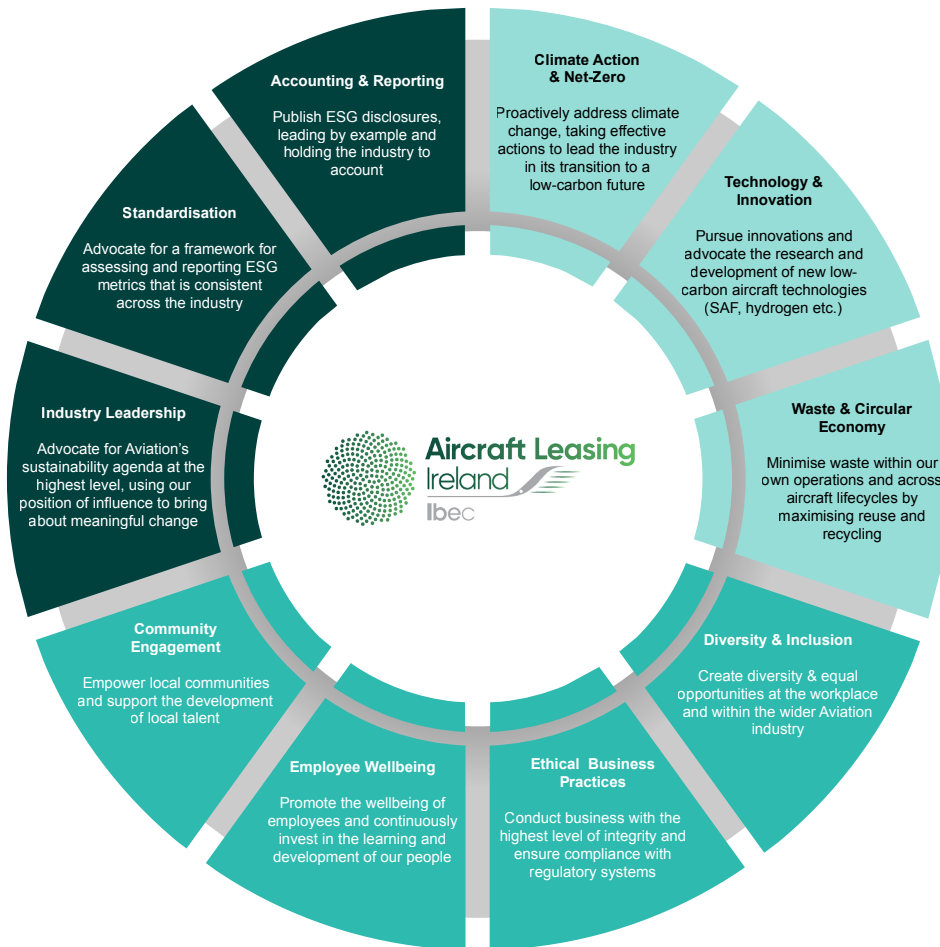 Climate Action
& Net-Zero
Proactively address climate
change, taking effective
actions to lead the industry
in its transition to a
low-carbon future
Technology &
Innovation
Pursue innovations and
advocate the research and
development of new low-
carbon aircraft technologies
(SAF, hydrogen etc.)
Waste & Circular
Economy
Minimise waste within our
own operations and across
aircraft lifecycles by
maximising reuse and
recycling
Diversity & Inclusion
Create diversity & equal
opportunities at the workplace
and within the wider Aviation
industry
Ethical  Business
Practices
Conduct business with the
highest level of integrity and
ensure compliance with
regulatory systems
Employee Wellbeing
Promote the wellbeing of
employees and continuously
invest in the learning and
development of our people
Community
Engagement
Empower local communities
and support the development
of local talent
Industry Leadership
Advocate for Aviation’s
sustainability agenda at the
highest level, using our
position of influence to bring
about meaningful change
Standardisation
Advocate for a framework for
assessing and reporting ESG
metrics that is consistent
across the industry
Accounting & Reporting
Publish ESG disclosures,
leading by example and
holding the industry to
account
Aircraft Leasing
Ireland
Ibec